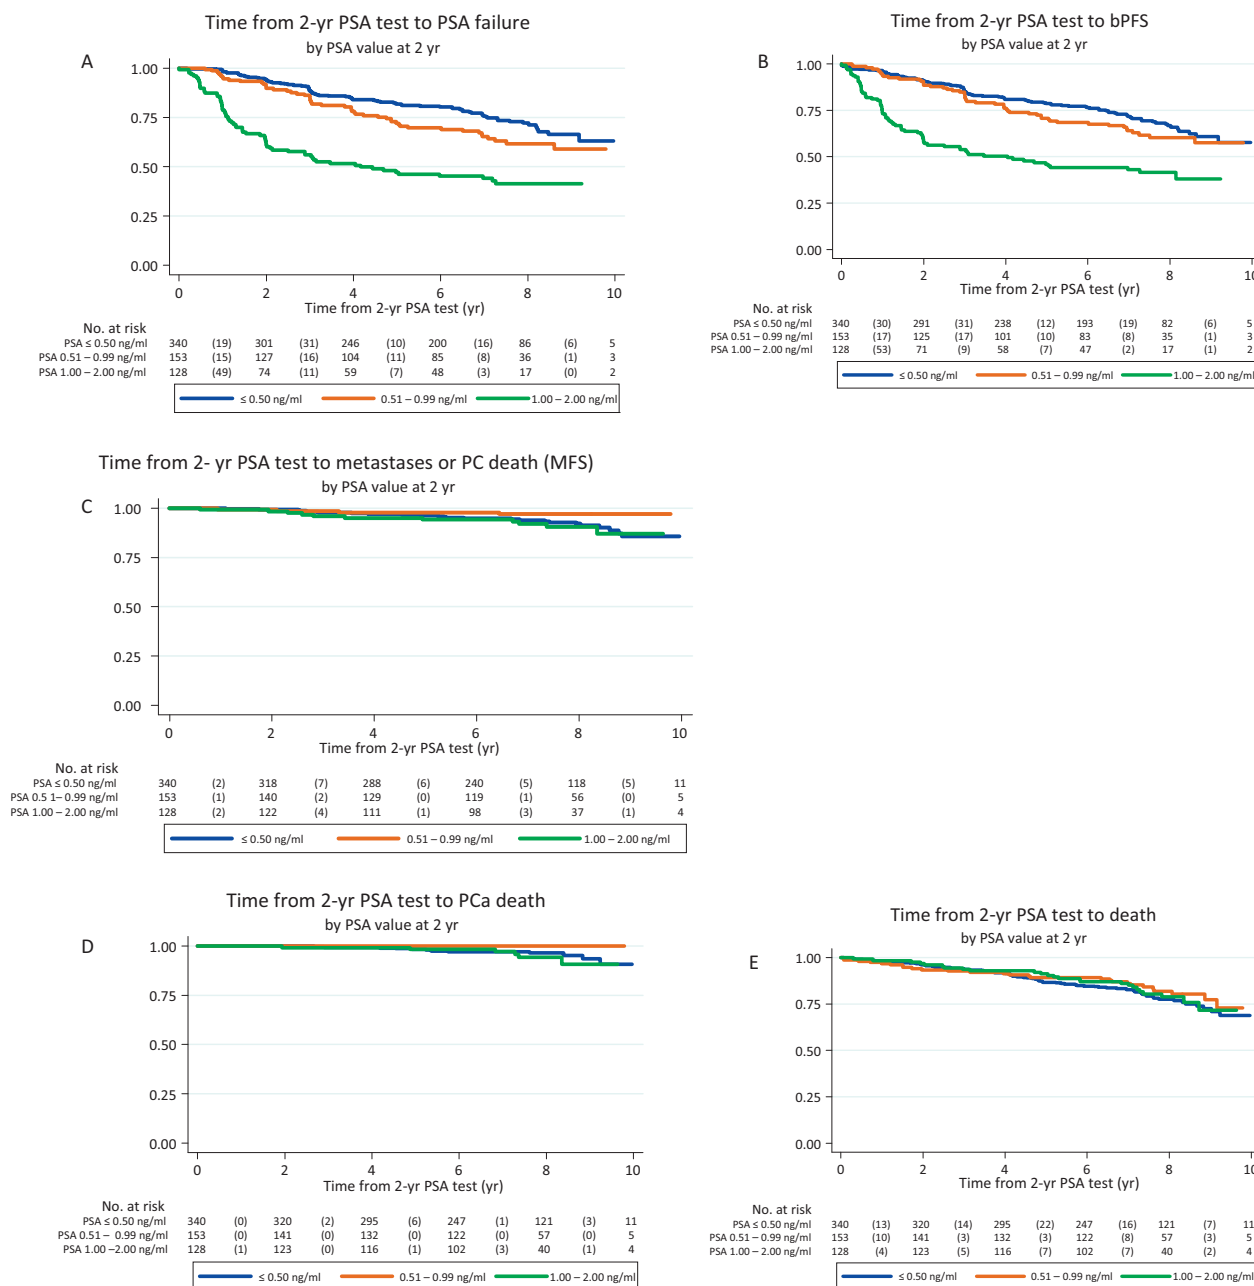 Time from 2-yr PSA test to PSA failure
by PSA value at 2 yr
A
1.00
0.75
0.50
0.25
0.00
0 2 4 6 8 10
Time from 2-yr PSA test (yr)
No. at risk
PSA ≤ 0.50 ng/ml 340 (19) 301 (31) 246 (10) 200 (16) 86 (6) 5
PSA 0.51 – 0.99 ng/ml 153 (15) 127 (16) 104 (11) 85 (8) 36 (1) 3
PSA 1.00 – 2.00 ng/ml 128 (49) 74 (11) 59 (7) 48 (3) 17 (0) 2
≤ 0.50 ng/ml 0.51 – 0.99 ng/ml 1.00 – 2.00 ng/ml
Time from 2-yr PSA test to bPFS
by PSA value at 2 yr
B
1.00
0.75
0.50
0.25
0.00
0 2 4 6 8 10
Time from 2-yr PSA test (yr)
No. at risk
PSA ≤ 0.50 ng/ml 340 (30) 291 (31) 238 (12) 193 (19) 82 (6) 5
PSA 0.51 – 0.99 ng/ml 153 (17) 125 (17) 101 (10) 83 (8) 35 (1) 3
PSA 1.00 – 2.00 ng/ml 128 (53) 71 (9) 58 (7) 47 (2) 17 (1) 2
≤ 0.50 ng/ml 0.51 – 0.99 ng/ml 1.00 – 2.00 ng/ml
Time from 2- yr PSA test to metastases or PC death (MFS)
by PSA value at 2 yr
C
1.00
0.75
0.50
0.25
0.00
0 2 4 6 8 10
Time from 2-yr PSA test (yr)
No. at risk
PSA ≤ 0.50 ng/ml 340 (2) 318 (7) 288 (6) 240 (5) 118 (5) 11
PSA 0.5 1– 0.99 ng/ml 153 (1) 140 (2) 129 (0) 119 (1) 56 (0) 5
PSA 1.00 – 2.00 ng/ml 128 (2) 122 (4) 111 (1) 98 (3) 37 (1) 4
≤ 0.50 ng/ml 0.51 – 0.99 ng/ml 1.00 – 2.00 ng/ml
Time from 2-yr PSA test to PCa death
by PSA value at 2 yr
D
1.00
0.75
0.50
0.25
0.00
0 2 4 6 8 10
Time from 2-yr PSA test (yr)
No. at risk
PSA ≤ 0.50 ng/ml 340 (0) 320 (2) 295 (6) 247 (1) 121 (3) 11
PSA 0.51 – 0.99 ng/ml 153 (0) 141 (0) 132 (0) 122 (0) 57 (0) 5
PSA 1.00 –2.00 ng/ml 128 (1) 123 (0) 116 (1) 102 (3) 40 (1) 4
≤ 0.50 ng/ml 0.51 – 0.99 ng/ml 1.00 – 2.00 ng/ml
Time from 2-yr PSA test to death
by PSA value at 2 yr
E
1.00
0.75
0.50
0.25
0.00
0 2 4 6 8 10
Time from 2-yr PSA test (yr)
No. at risk
PSA ≤ 0.50 ng/ml 340 (13) 320 (14) 295 (22) 247 (16) 121 (7) 11
PSA 0.51 – 0.99 ng/ml 153 (10) 141 (3) 132 (3) 122 (8) 57 (3) 5
PSA 1.00 – 2.00 ng/ml 128 (4) 123 (5) 116 (7) 102 (7) 40 (2) 4
≤ 0.50 ng/ml 0.51 – 0.99 ng/ml 1.00 – 2.00 ng/ml